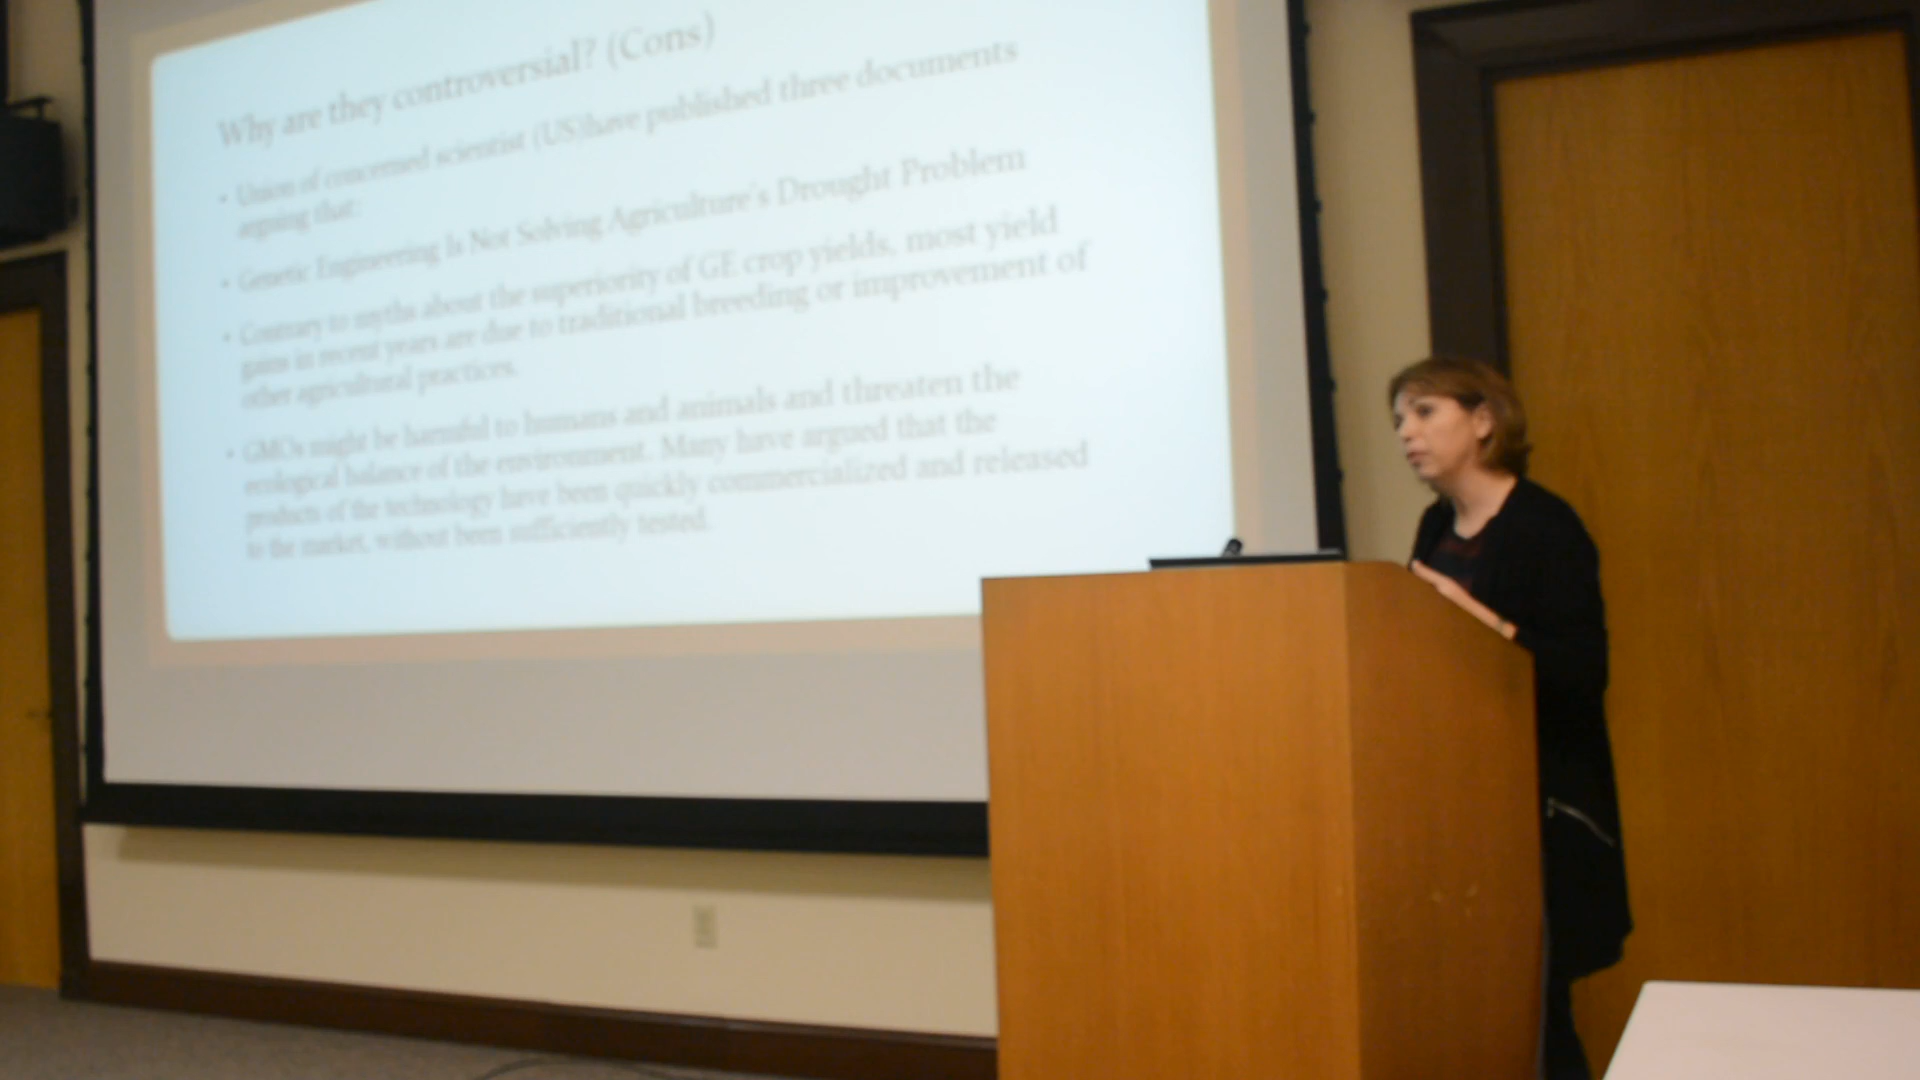 Why are they controversial? (Cons)
• Union of concerned scientist (US)have published three documents
arguing that:
• Genetic Engineering Is Not Solving Agriculture's Drought Problem
• Contrary to myths about the superiority of GE crop yields, most yield
gains in recent years are due to traditional breeding or improvement of
other agricultural practices.
• GMOs might be harmful to humans and animals and threaten the
ecological balance of the environment. Many have argued that the
products of the technology have been quickly commercialized and released
to the market, without been sufficiently tested.